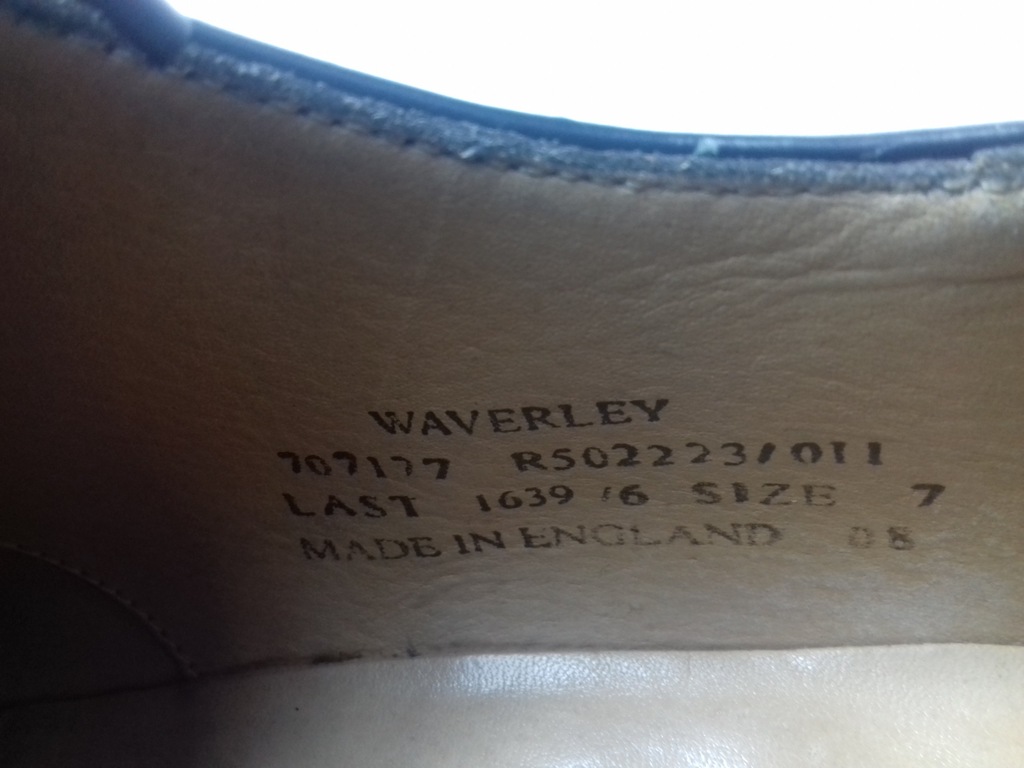 WAVERLEY
707177 R502223/011
LAST 1639/6 SIZE 7
MADE IN ENGLAND 08